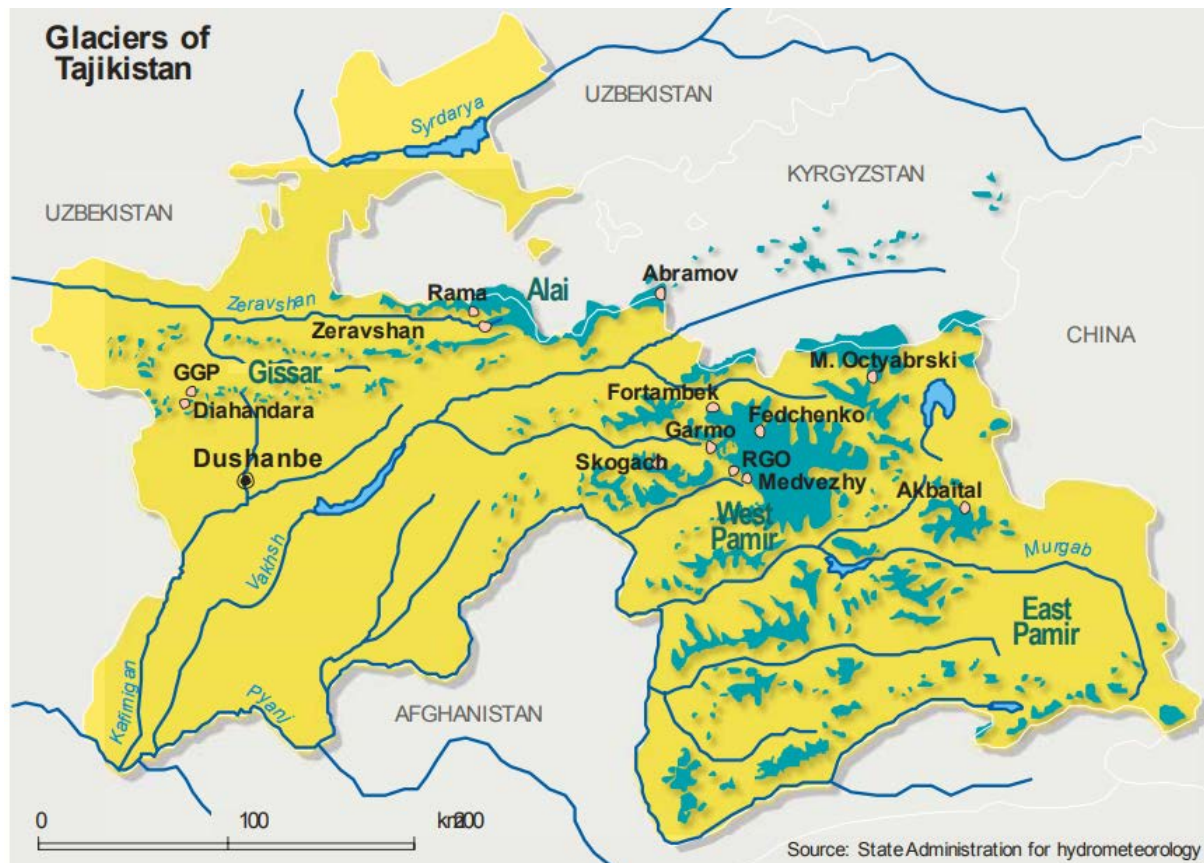 Glaciers of
Tajikistan
UZBEKISTAN
Syrdarya
KYRGYZSTAN
UZBEKISTAN
Abramov
Rama
Alai
Zeravshan
Zeravshan
CHINA
GGP
Gissar
M. Octyabrski
Diahandara
Fortambek
Fedchenko
Garmo
Dushanbe
Skogach
RGO
Medvezhy
Akbaital
West
Pamir
Vakhsh
Murgab
East
Pamir
Kafirnigan
Pyanj
AFGHANISTAN
0
100
km
200
Source: State Administration for hydrometeorology